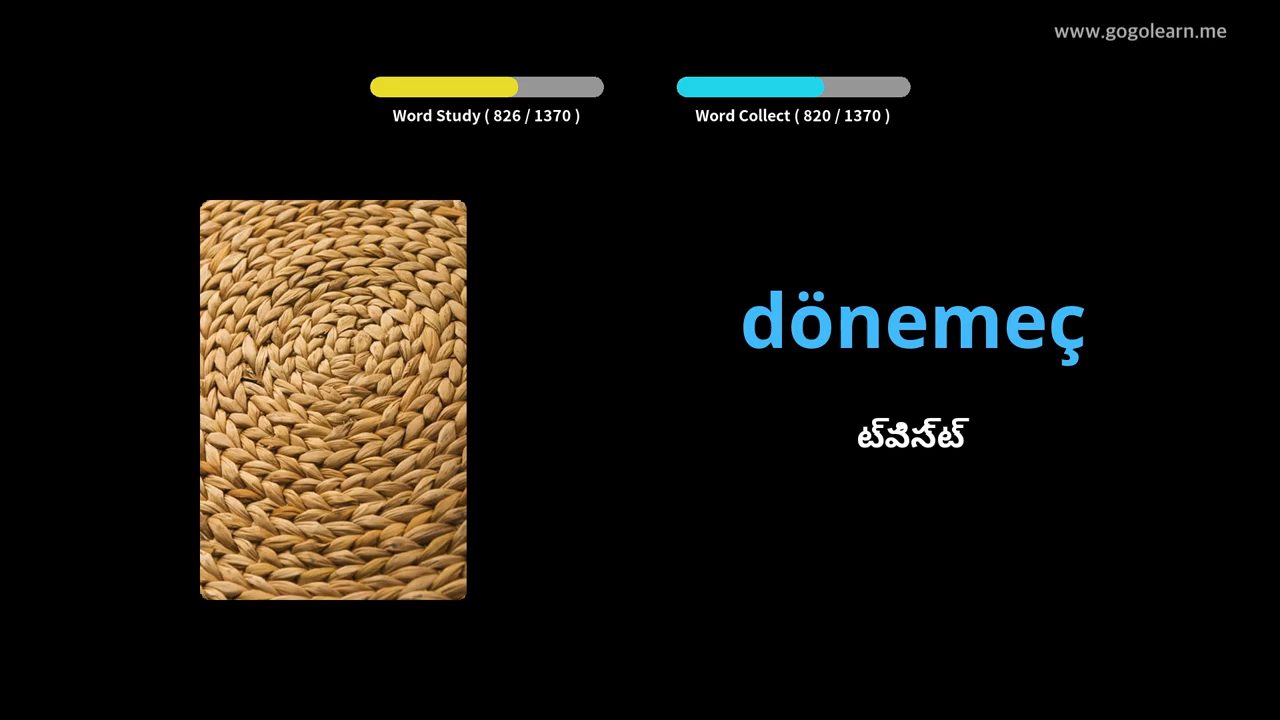 www.gogolearn.me
Word Study ( 826 / 1370 )
Word Collect ( 820 / 1370 )
dönemeç
ట్విస్ట్